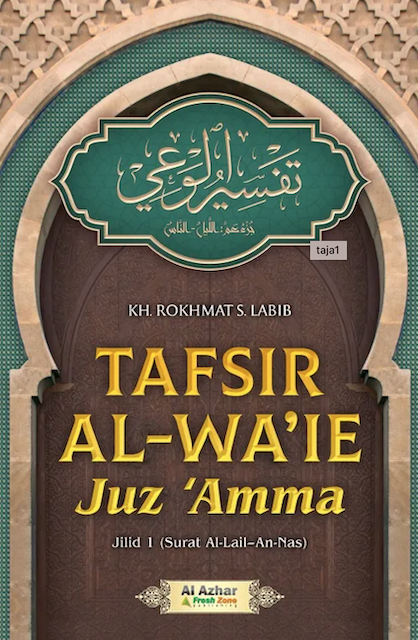 تفسير الوعي
جزء عم: الليل - الناس
taja1
KH. ROKHMAT S. LABIB
TAFSIR
AL-WA'IE
Juz 'Amma
Jilid 1 (Surat Al-Lail–An-Nas)
Al Azhar
Fresh Zone
publishing